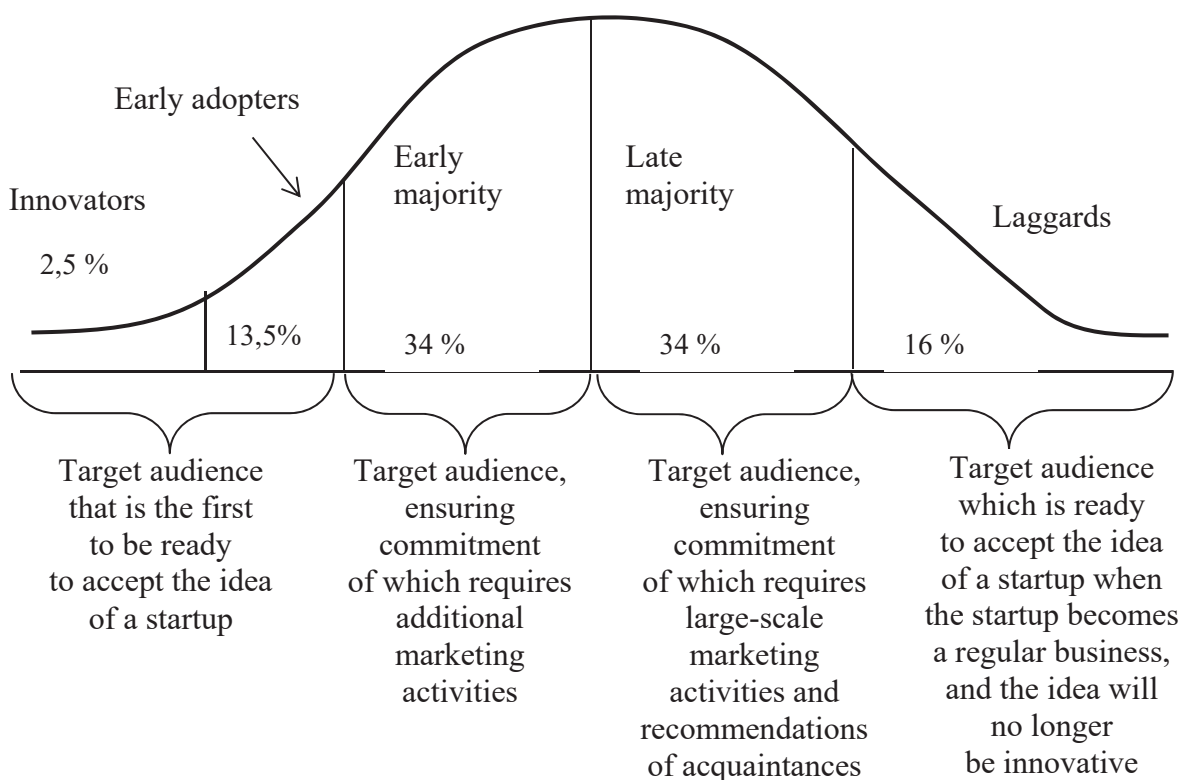 Early adopters
Early
majority
Late
majority
Innovators
Laggards
2,5 %
13,5%
34 %
34 %
16 %
Target audience
that is the first
to be ready
to accept the idea
of a startup
Target audience,
ensuring
commitment
of which requires
additional
marketing
activities
Target audience,
ensuring
commitment
of which requires
large-scale
marketing
activities and
recommendations
of acquaintances
Target audience
which is ready
to accept the idea
of a startup when
the startup becomes
a regular business,
and the idea will
no longer
be innovative